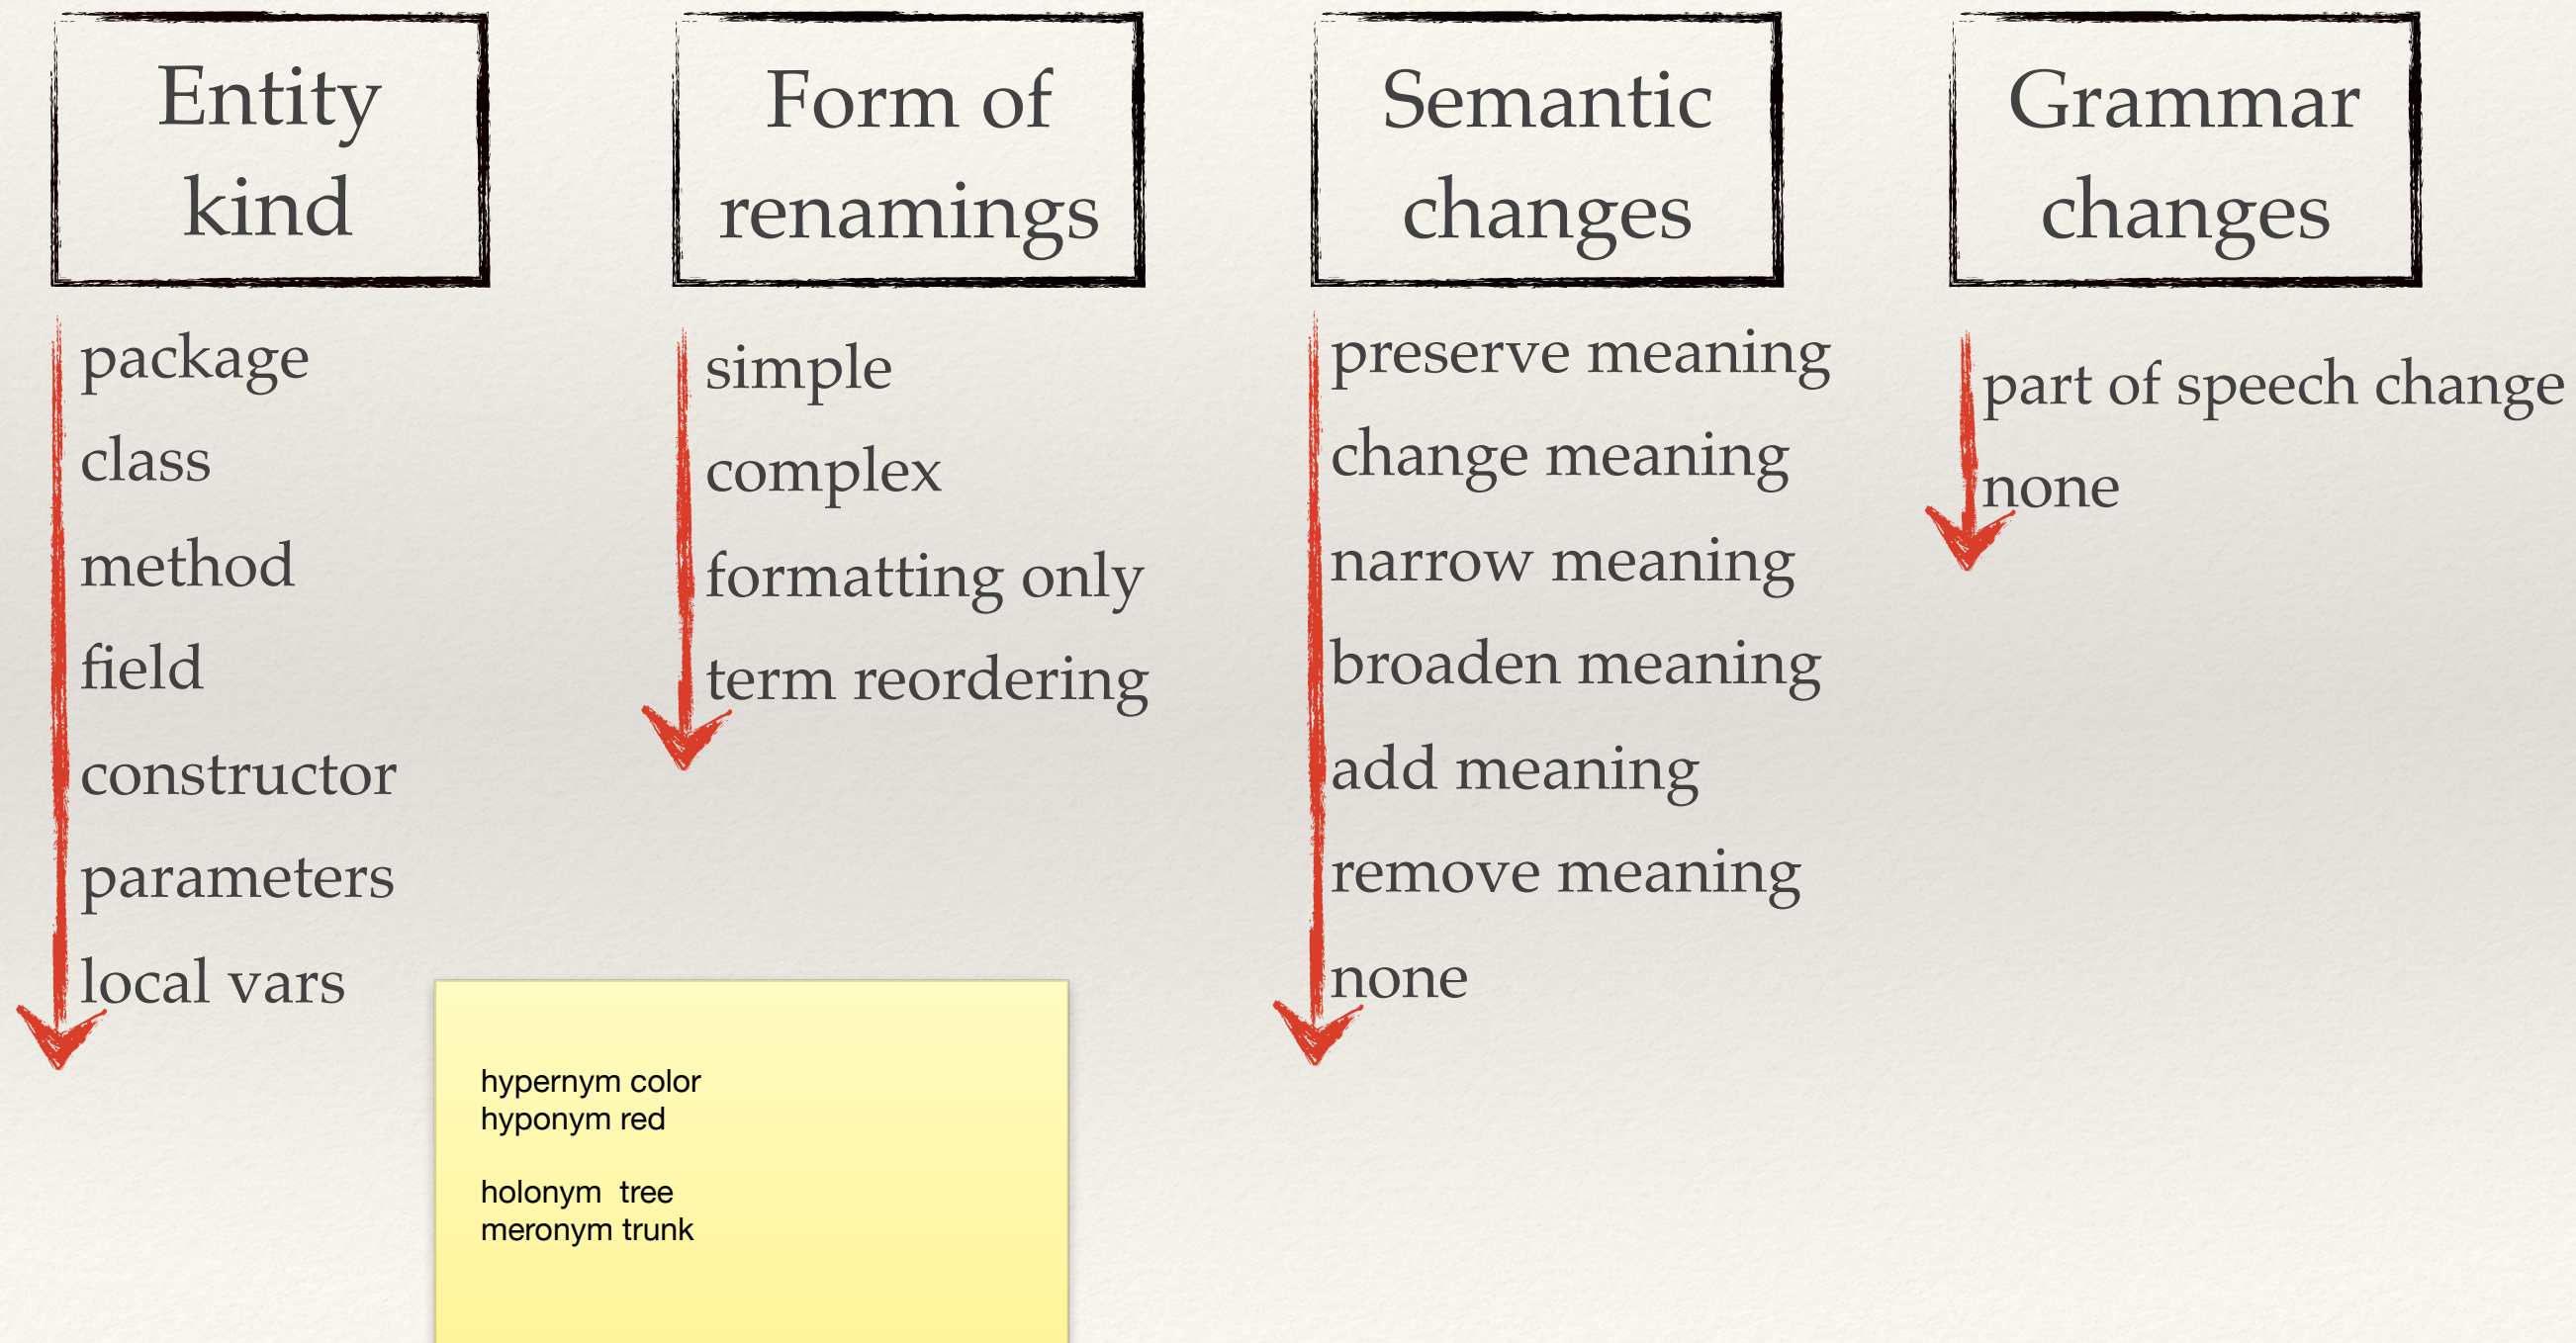 Entity
kind
package
class
method
field
constructor
parameters
local vars
Form of
renamings
simple
complex
formatting only
term reordering
Semantic
changes
preserve meaning
change meaning
narrow meaning
broaden meaning
add meaning
remove meaning
none
Grammar
changes
part of speech change
none
hypernym color
hyponym red
holonym  tree
meronym trunk